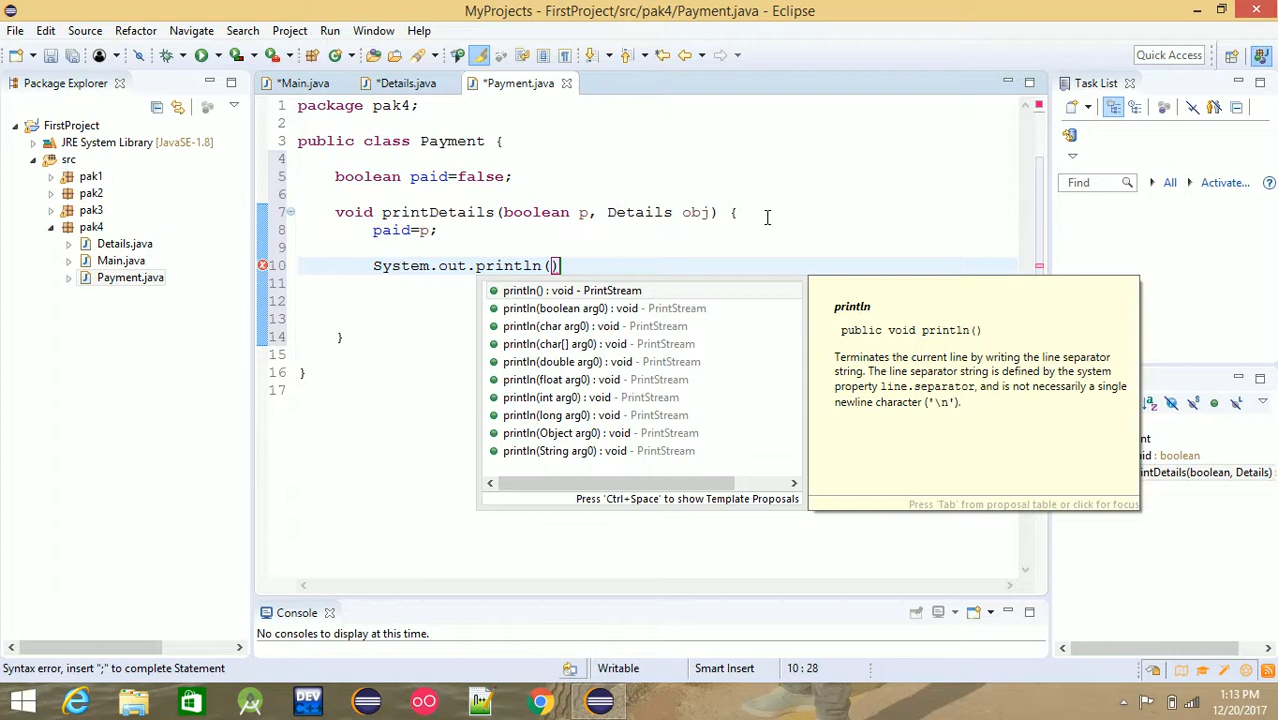 MyProjects - FirstProject/src/pak4/Payment.java - Eclipse
File Edit Source Refactor Navigate Search Project Run Window Help
Quick Access
Package Explorer
*Main.java *Details.java *Payment.java
Task List
FirstProject
JRE System Library [JavaSE-1.8]
src
pak1
pak2
pak3
pak4
Details.java
Main.java
Payment.java
1 package pak4;
2
3 public class Payment {
4
5 boolean paid=false;
6
7 void printDetails(boolean p, Details obj) {
8 paid=p;
9
10 System.out.println()
11
12
13
14 }
15
16 }
17
println() : void - PrintStream
println(boolean arg0) : void - PrintStream
println(char arg0) : void - PrintStream
println(char[] arg0) : void - PrintStream
println(double arg0) : void - PrintStream
println(float arg0) : void - PrintStream
println(int arg0) : void - PrintStream
println(long arg0) : void - PrintStream
println(Object arg0) : void - PrintStream
println(String arg0) : void - PrintStream
Press 'Ctrl+Space' to show Template Proposals
println
public void println()
Terminates the current line by writing the line separator
string. The line separator string is defined by the system
property line.separator, and is not necessarily a single
newline character ('\n').
Press 'Tab' from proposal table or click for focus
Find All Activate...
: boolean
ntDetails(boolean, Details) :
Console
No consoles to display at this time.
Syntax error, insert ";" to complete Statement
Writable
Smart Insert
10 : 28
DEV
1:13 PM
12/20/2017